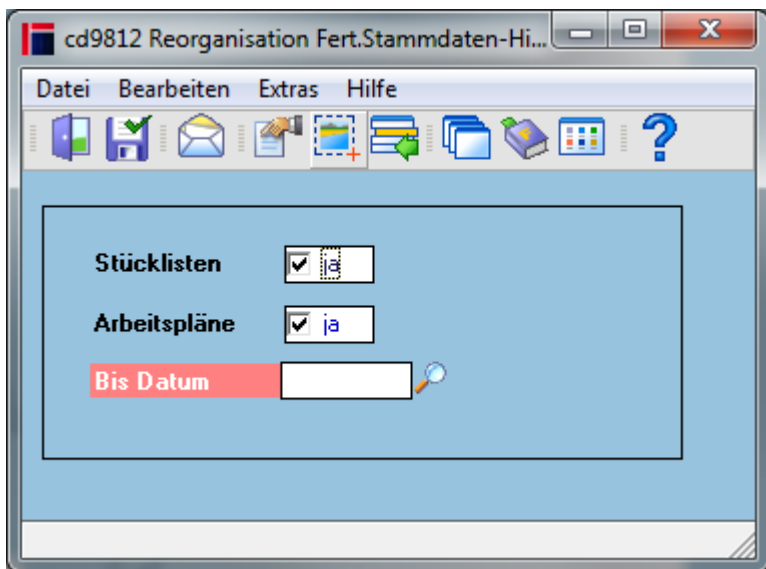 cd9812 Reorganisation Fert.Stammdaten-Hi...
Datei Bearbeiten Extras Hilfe
Stücklisten ja
Arbeitspläne ja
Bis Datum